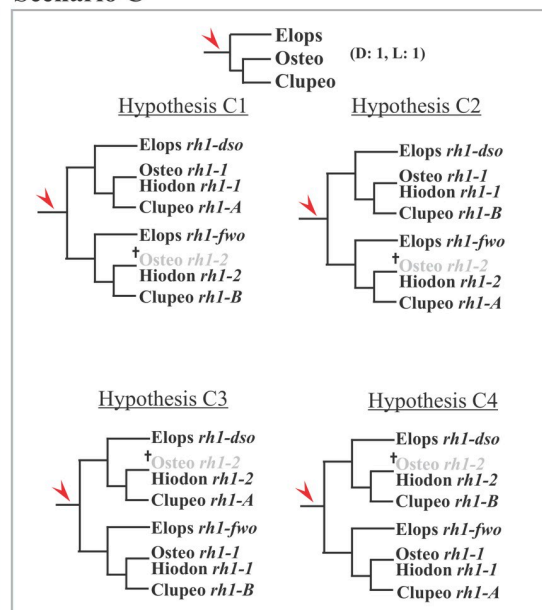 Elops
Osteo (D: 1, L: 1)
Clupeo
Hypothesis C1
Elops rh1-dso
Osteo rh1-1
Hiodon rh1-1
Clupeo rh1-A
Elops rh1-fwo
†Osteo rh1-2
Hiodon rh1-2
Clupeo rh1-B
Hypothesis C2
Elops rh1-dso
Osteo rh1-1
Hiodon rh1-1
Clupeo rh1-B
Elops rh1-fwo
†Osteo rh1-2
Hiodon rh1-2
Clupeo rh1-A
Hypothesis C3
Elops rh1-dso
†Osteo rh1-2
Hiodon rh1-2
Clupeo rh1-A
Elops rh1-fwo
Osteo rh1-1
Hiodon rh1-1
Clupeo rh1-B
Hypothesis C4
Elops rh1-dso
†Osteo rh1-2
Hiodon rh1-2
Clupeo rh1-B
Elops rh1-fwo
Osteo rh1-1
Hiodon rh1-1
Clupeo rh1-A